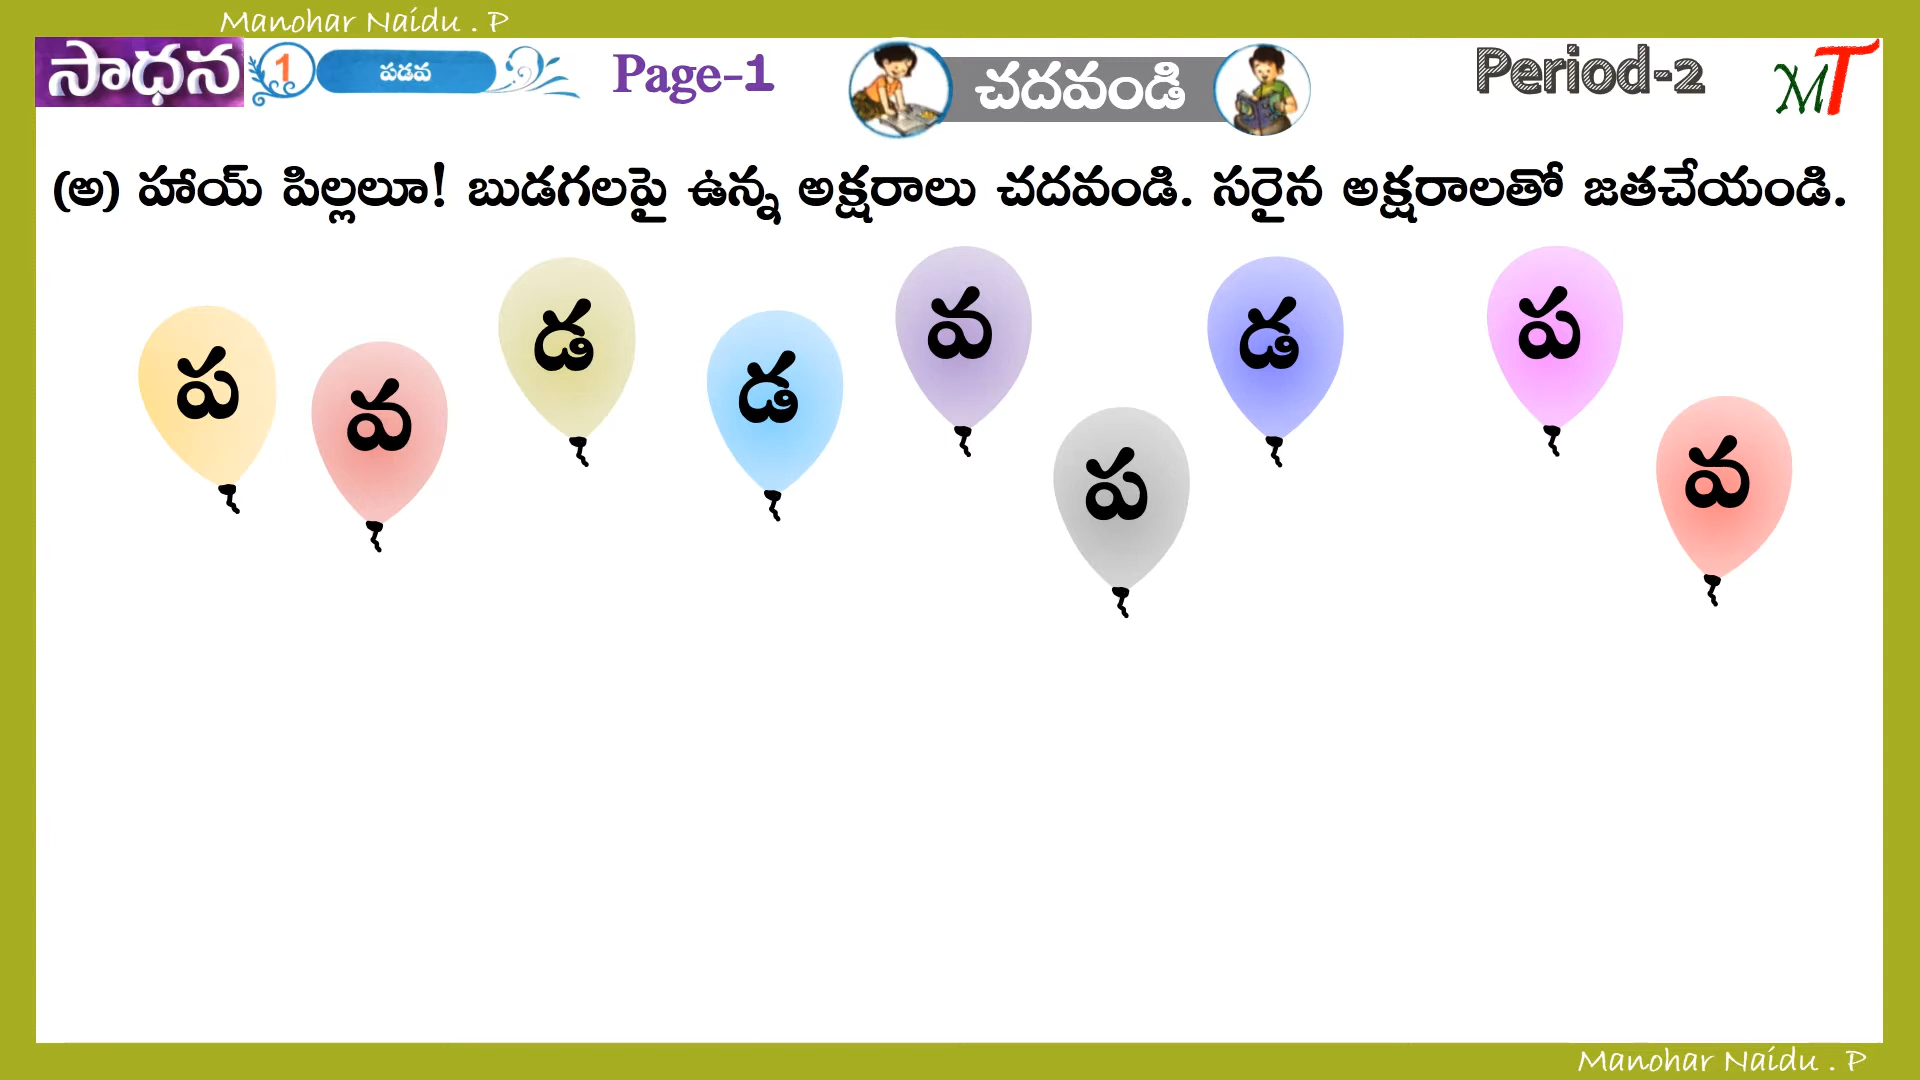 Manohar Naidu . P
సాధన 1 పడవ Page-1 చదవండి Period-2 MT
(అ) హాయ్ పిల్లలూ! బుడగలపై ఉన్న అక్షరాలు చదవండి. సరైన అక్షరాలతో జతచేయండి.
ప వ డ డ వ ప డ ప వ
Manohar Naidu . P